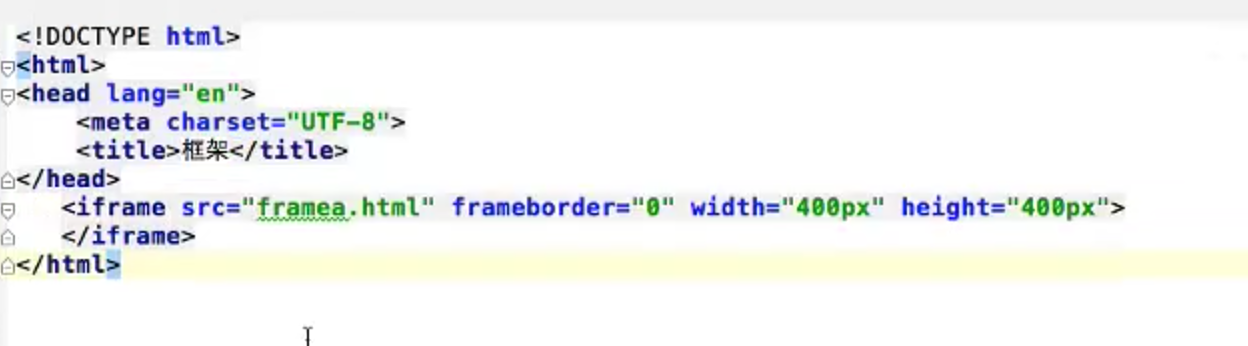 <!DOCTYPE html>
<html>
<head lang="en">
<meta charset="UTF-8">
<title>框架</title>
</head>
<iframe src="framea.html" frameborder="0" width="400px" height="400px">
</iframe>
</html>